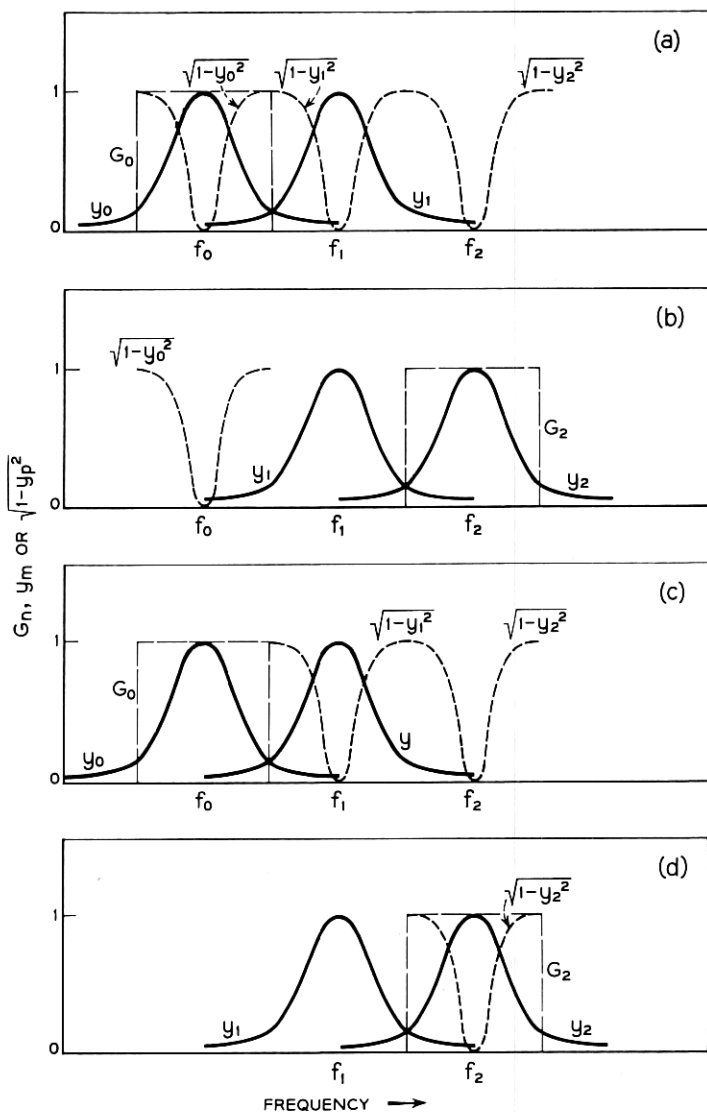 (a)
√1-y₀²
√1-y₁²
√1-y₂²
1
G₀
y₀
y₁
0
f₀ f₁ f₂
(b)
√1-y₀²
1
G₂
y₁
y₂
0
f₀ f₁ f₂
Gₙ, yₘ OR √1-yₚ²
(c)
√1-y₁²
√1-y₂²
1
G₀
y₀
y
0
f₀ f₁ f₂
(d)
√1-y₂²
1
G₂
y₁
y₂
0
f₁ f₂
FREQUENCY →